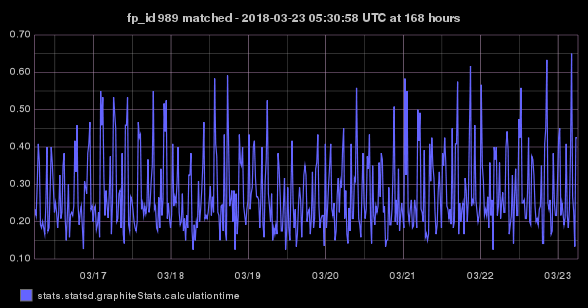 fp_id 989 matched - 2018-03-23 05:30:58 UTC at 168 hours
0.70
0.60
0.50
0.40
0.30
0.20
0.10
03/17 03/18 03/19 03/20 03/21 03/22 03/23
stats.statsd.graphiteStats.calculationtime